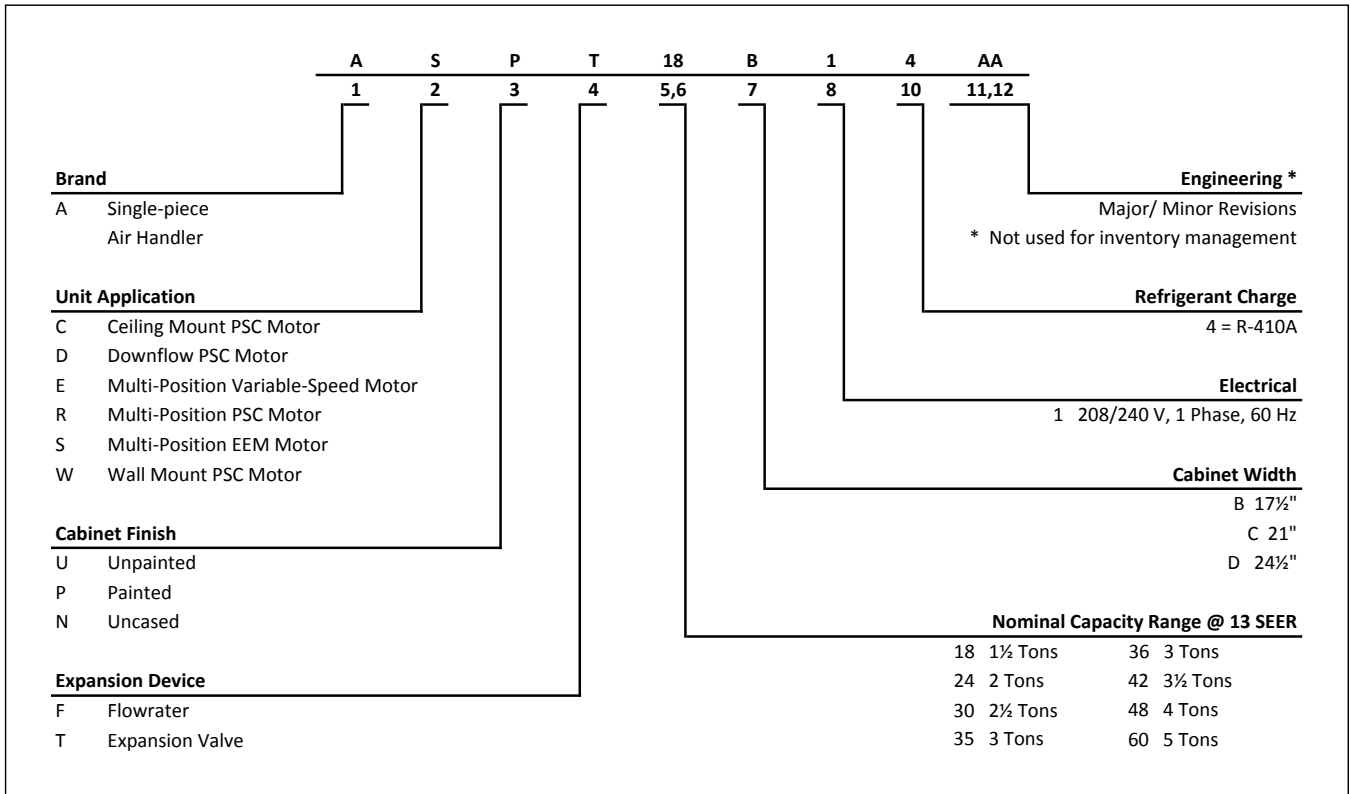 A S P T 18 B 1 4 AA
1 2 3 4 5,6 7 8 10 11,12
Brand
A Single-piece
Air Handler
Unit Application
C Ceiling Mount PSC Motor
D Downflow PSC Motor
E Multi-Position Variable-Speed Motor
R Multi-Position PSC Motor
S Multi-Position EEM Motor
W Wall Mount PSC Motor
Cabinet Finish
U Unpainted
P Painted
N Uncased
Expansion Device
F Flowrater
T Expansion Valve
Engineering *
Major/ Minor Revisions
* Not used for inventory management
Refrigerant Charge
4 = R-410A
Electrical
1 208/240 V, 1 Phase, 60 Hz
Cabinet Width
B 17½"
C 21"
D 24½"
Nominal Capacity Range @ 13 SEER
18 1½ Tons 36 3 Tons
24 2 Tons 42 3½ Tons
30 2½ Tons 48 4 Tons
35 3 Tons 60 5 Tons